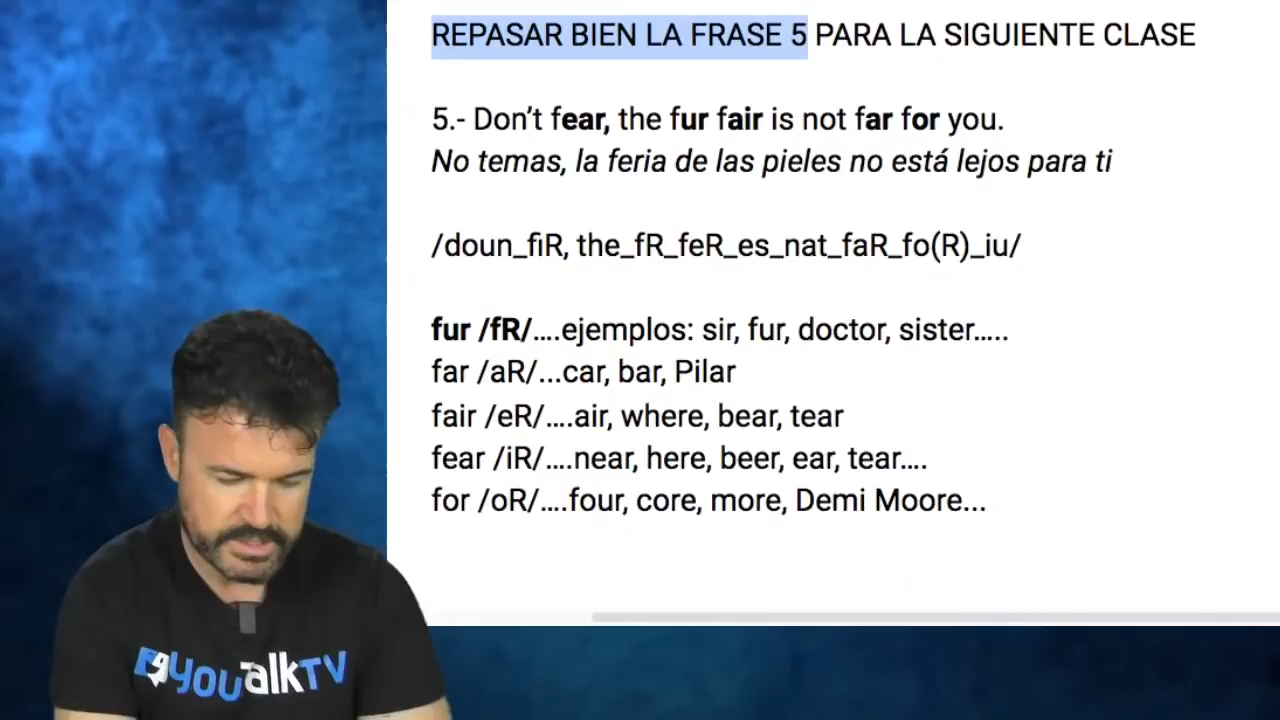 REPASAR BIEN LA FRASE 5 PARA LA SIGUIENTE CLASE
5.- Don’t fear, the fur fair is not far for you.
No temas, la feria de las pieles no está lejos para ti
/doun_fiR, the_fR_feR_es_nat_faR_fo(R)_iu/
fur /fR/....ejemplos: sir, fur, doctor, sister.....
far /aR/...car, bar, Pilar
fair /eR/....air, where, bear, tear
fear /iR/....near, here, beer, ear, tear....
for /oR/....four, core, more, Demi Moore...
youTalkTV